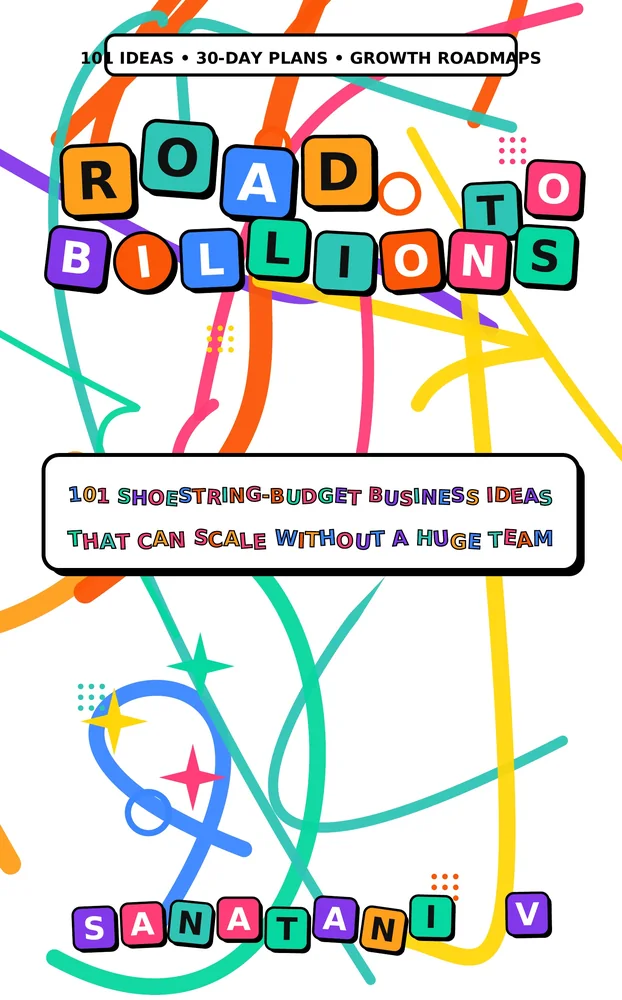 101 IDEAS • 30-DAY PLANS • GROWTH ROADMAPS
ROAD TO
BILLIONS
101 SHOESTRING-BUDGET BUSINESS IDEAS
THAT CAN SCALE WITHOUT A HUGE TEAM
SANATANI V